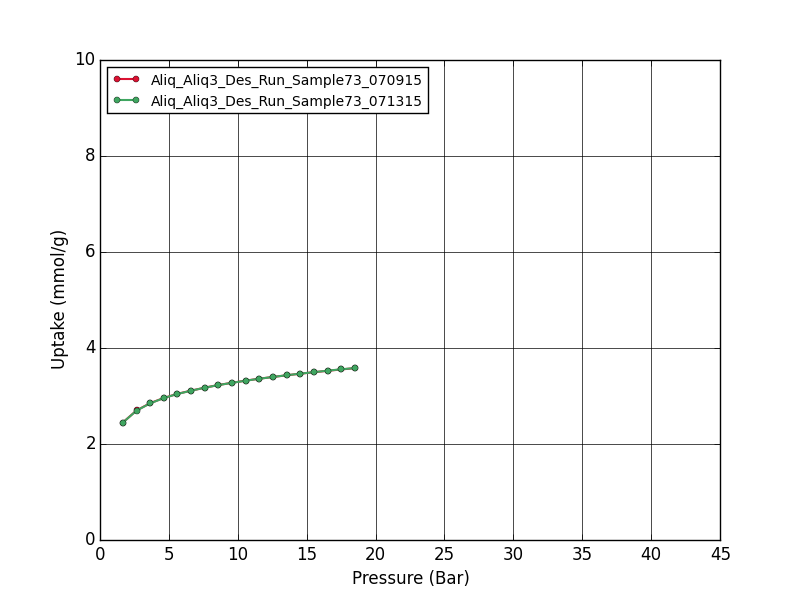 Aliq_Aliq3_Des_Run_Sample73_070915
Aliq_Aliq3_Des_Run_Sample73_071315
10
8
6
4
2
0
Uptake (mmol/g)
0 5 10 15 20 25 30 35 40 45
Pressure (Bar)